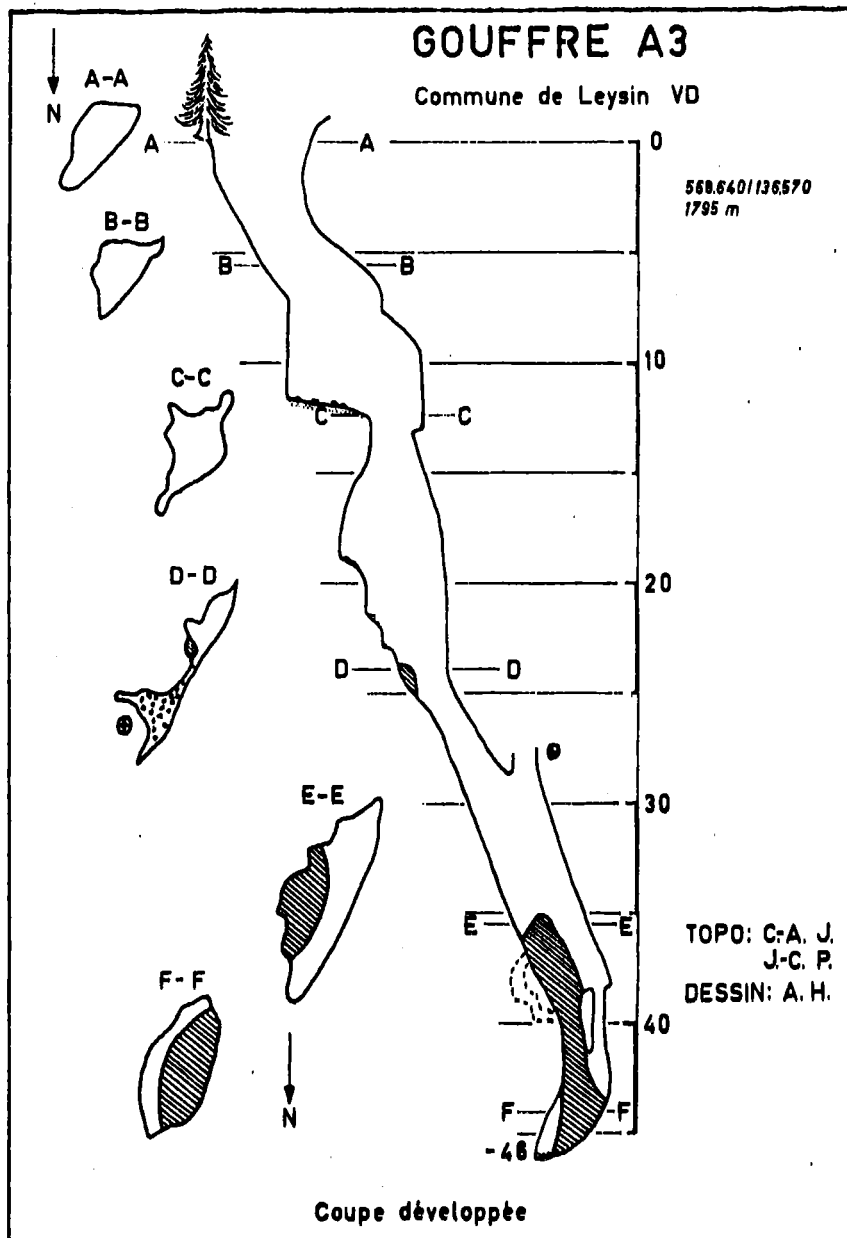 GOUFFRE A3
Commune de Leysin VD
N
A-A
A
A
0
568.640/136,570
1795 m
B-B
B
B
10
C-C
C
C
D-D
20
D
D
E-E
30
E
E
TOPO: C.-A. J.
J.-C. P.
DESSIN: A. H.
F-F
40
F
F
N
-46
Coupe développée